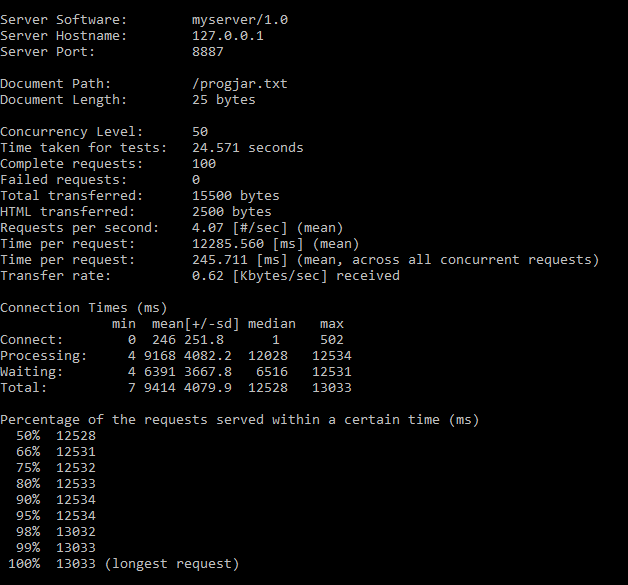 Server Software:        myserver/1.0
Server Hostname:        127.0.0.1
Server Port:            8887

Document Path:          /progjar.txt
Document Length:        25 bytes

Concurrency Level:      50
Time taken for tests:   24.571 seconds
Complete requests:      100
Failed requests:        0
Total transferred:      15500 bytes
HTML transferred:       2500 bytes
Requests per second:    4.07 [#/sec] (mean)
Time per request:       12285.560 [ms] (mean)
Time per request:       245.711 [ms] (mean, across all concurrent requests)
Transfer rate:          0.62 [Kbytes/sec] received

Connection Times (ms)
              min  mean[+/-sd] median   max
Connect:        0  246 251.8      1     502
Processing:     4 9168 4082.2  12028   12534
Waiting:        4 6391 3667.8   6516   12531
Total:          7 9414 4079.9  12528   13033

Percentage of the requests served within a certain time (ms)
  50%  12528
  66%  12531
  75%  12532
  80%  12533
  90%  12534
  95%  12534
  98%  13032
  99%  13033
 100%  13033 (longest request)